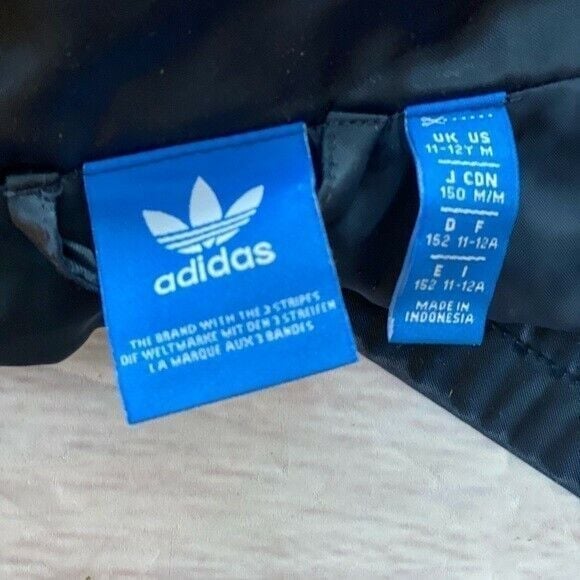 adidas
THE BRAND WITH THE 3 STRIPES
DIE WELTMARKE MIT DEN 3 STREIFEN
LA MARQUE AUX 3 BANDES
UK US
11-12Y M
J CDN
150 M/M
D F
152 11-12A
E I
152 11-12A
MADE IN
INDONESIA